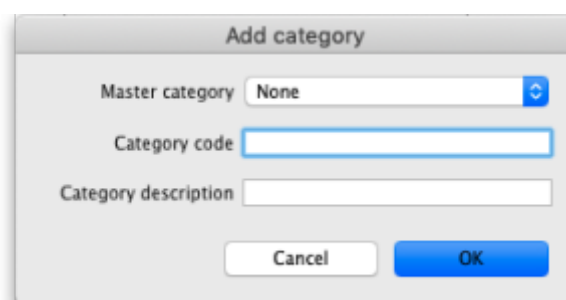 Add category
Master category None
Category code
Category description
Cancel OK